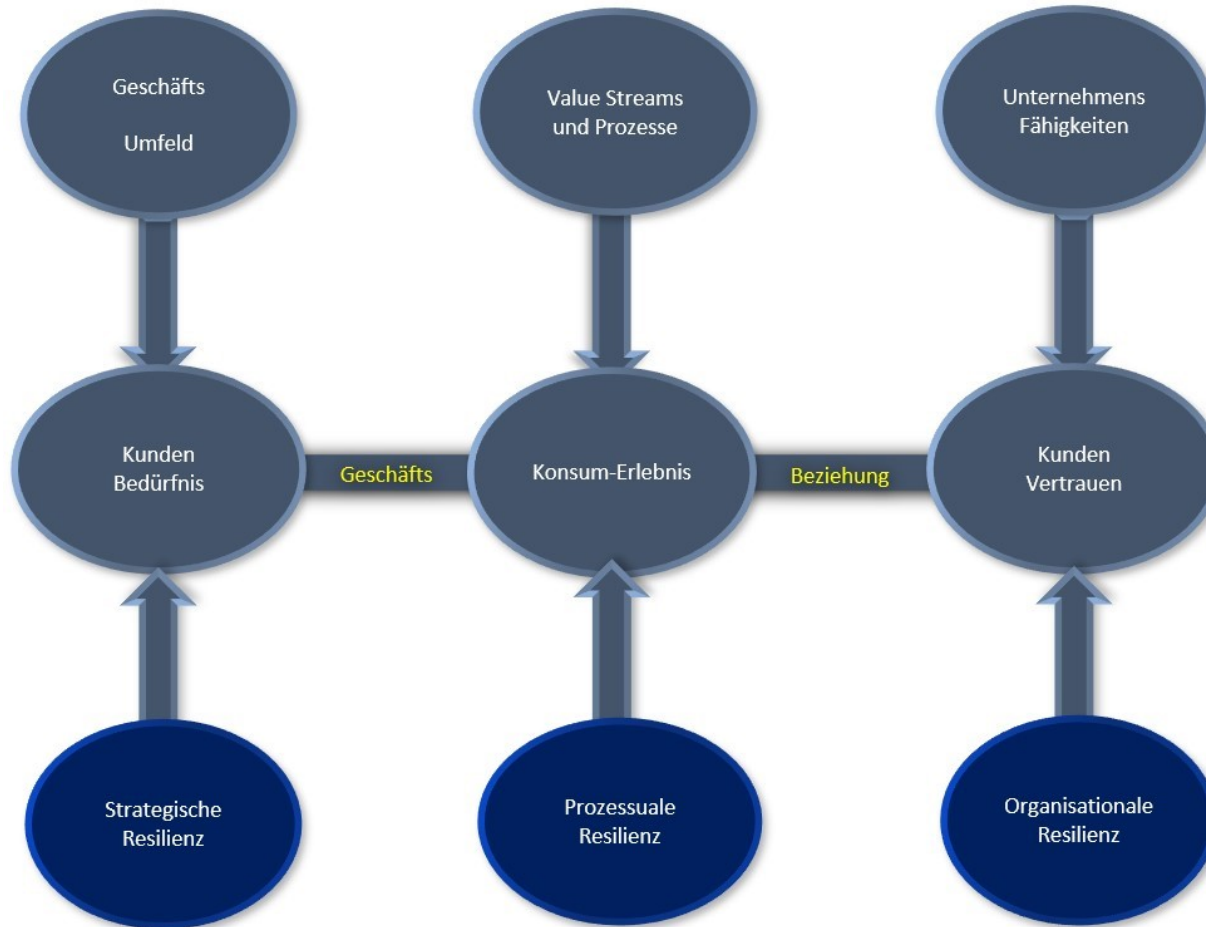 Geschäfts
Umfeld
Value Streams
und Prozesse
Unternehmens
Fähigkeiten
Kunden
Bedürfnis
Geschäfts
Konsum-Erlebnis
Beziehung
Kunden
Vertrauen
Strategische
Resilienz
Prozessuale
Resilienz
Organisationale
Resilienz